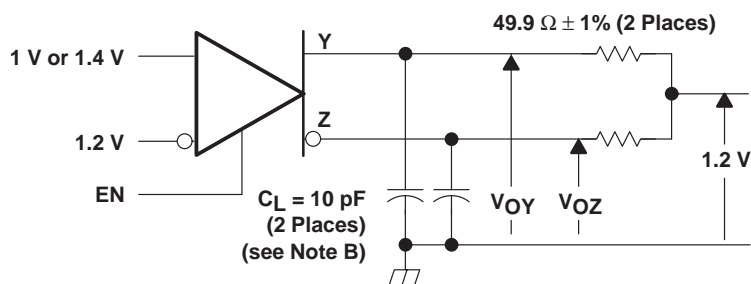 49.9 Ω ± 1% (2 Places)
Y
1 V or 1.4 V
Z
1.2 V
1.2 V
EN
CL = 10 pF
(2 Places)
(see Note B)
VOY
VOZ